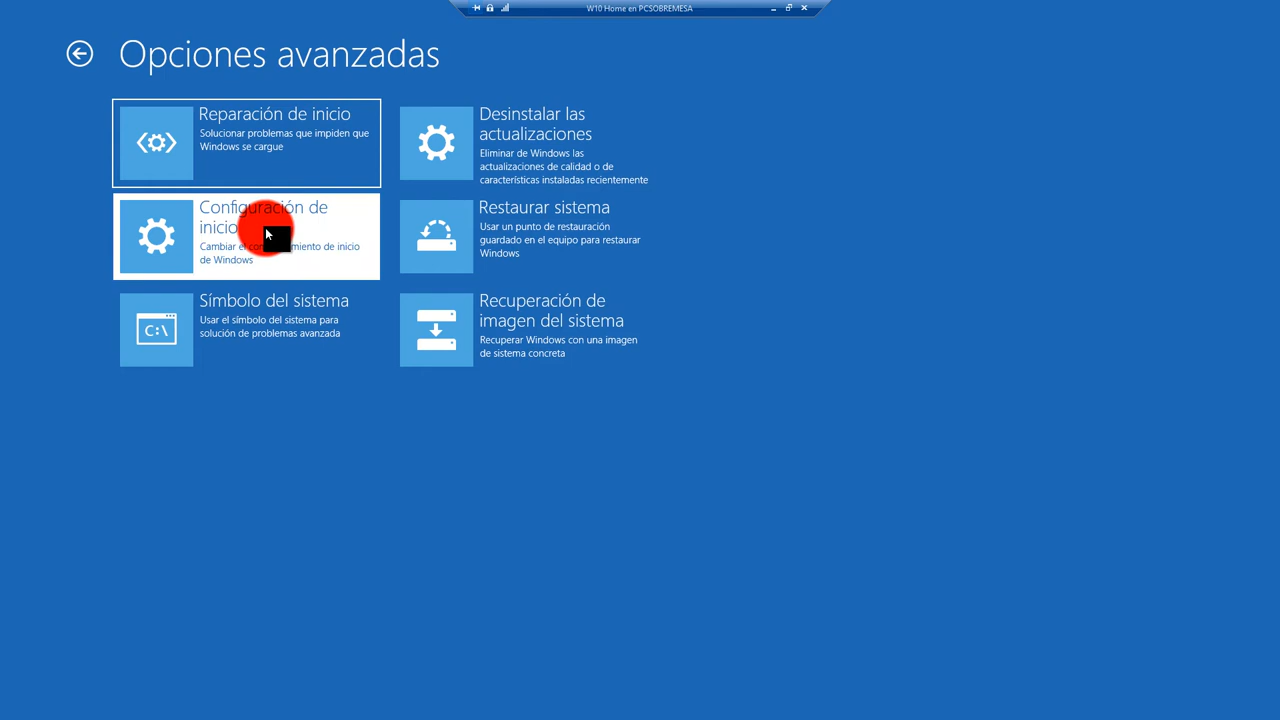 W10 Home en PCSOBREMESA
Opciones avanzadas
Reparación de inicio
Solucionar problemas que impiden que
Windows se cargue
Configuración de
inicio
Cambiar el
de inicio
de Windows
Símbolo del sistema
Usar el símbolo del sistema para
solución de problemas avanzada
C:\
Desinstalar las
actualizaciones
Eliminar de Windows las
actualizaciones de calidad o de
características instaladas recientemente
Restaurar sistema
Usar un punto de restauración
guardado en el equipo para restaurar
Windows
Recuperación de
imagen del sistema
Recuperar Windows con una imagen
de sistema concreta